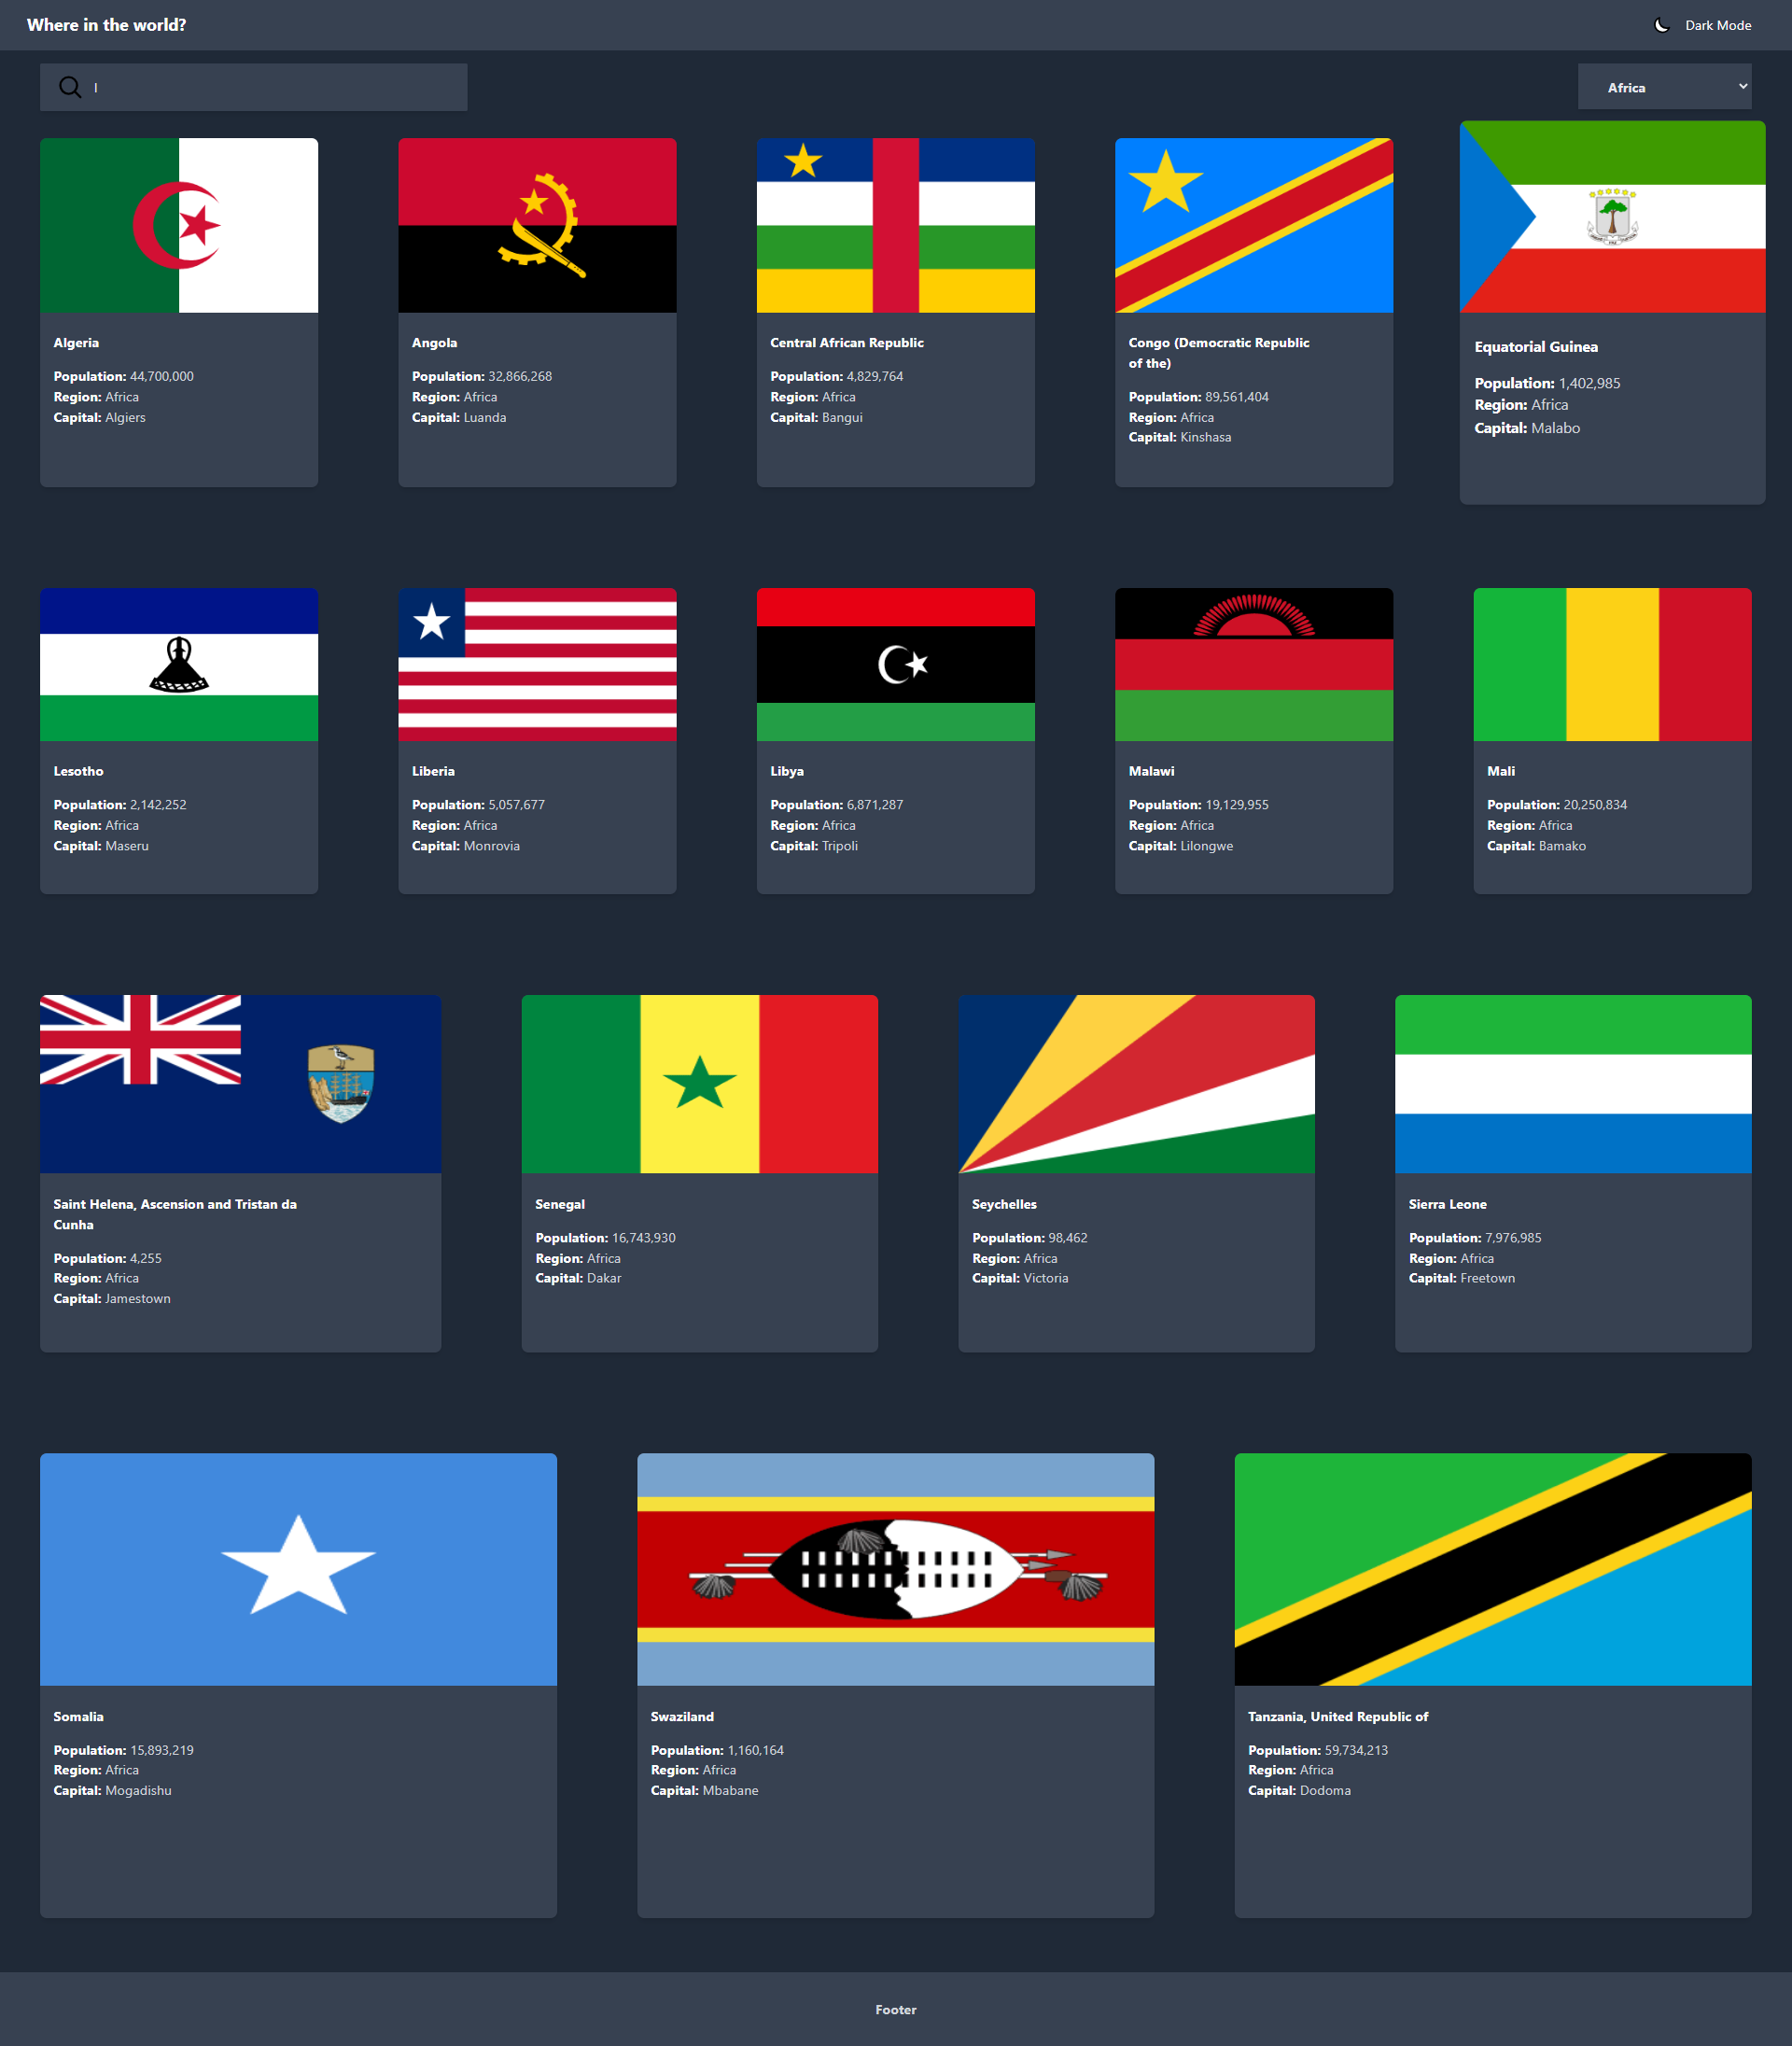 Where in the world?
Dark Mode
l
Africa
Algeria
Population: 44,700,000
Region: Africa
Capital: Algiers
Angola
Population: 32,866,268
Region: Africa
Capital: Luanda
Central African Republic
Population: 4,829,764
Region: Africa
Capital: Bangui
Congo (Democratic Republic
of the)
Population: 89,561,404
Region: Africa
Capital: Kinshasa
Equatorial Guinea
Population: 1,402,985
Region: Africa
Capital: Malabo
Lesotho
Population: 2,142,252
Region: Africa
Capital: Maseru
Liberia
Population: 5,057,677
Region: Africa
Capital: Monrovia
Libya
Population: 6,871,287
Region: Africa
Capital: Tripoli
Malawi
Population: 19,129,955
Region: Africa
Capital: Lilongwe
Mali
Population: 20,250,834
Region: Africa
Capital: Bamako
Saint Helena, Ascension and Tristan da
Cunha
Population: 4,255
Region: Africa
Capital: Jamestown
Senegal
Population: 16,743,930
Region: Africa
Capital: Dakar
Seychelles
Population: 98,462
Region: Africa
Capital: Victoria
Sierra Leone
Population: 7,976,985
Region: Africa
Capital: Freetown
Somalia
Population: 15,893,219
Region: Africa
Capital: Mogadishu
Swaziland
Population: 1,160,164
Region: Africa
Capital: Mbabane
Tanzania, United Republic of
Population: 59,734,213
Region: Africa
Capital: Dodoma
Footer